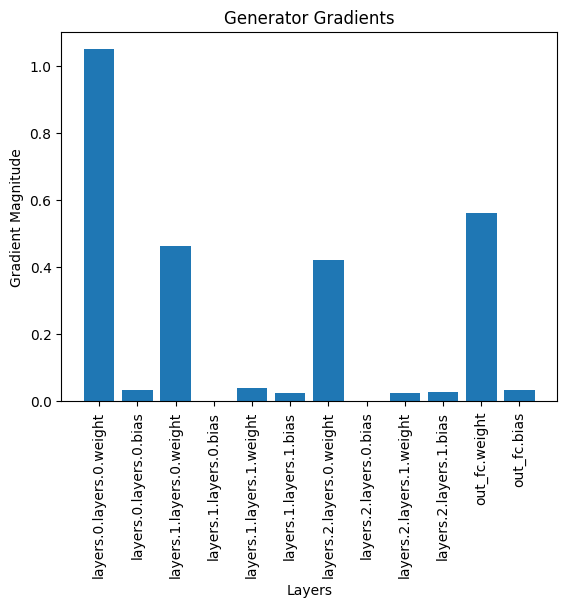 Generator Gradients
Gradient Magnitude
1.0
0.8
0.6
0.4
0.2
0.0
layers.0.layers.0.weight
layers.0.layers.0.bias
layers.1.layers.0.weight
layers.1.layers.0.bias
layers.1.layers.1.weight
layers.1.layers.1.bias
layers.2.layers.0.weight
layers.2.layers.0.bias
layers.2.layers.1.weight
layers.2.layers.1.bias
out_fc.weight
out_fc.bias
Layers